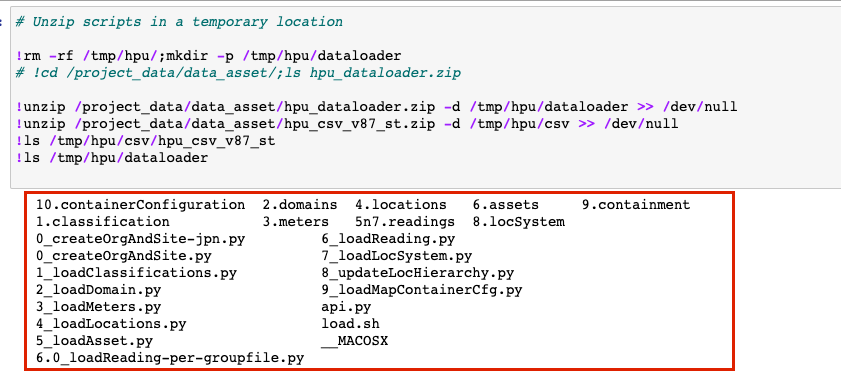 :
# Unzip scripts in a temporary location
!rm -rf /tmp/hpu/;mkdir -p /tmp/hpu/dataloader
# !cd /project_data/data_asset/;ls hpu_dataloader.zip
!unzip /project_data/data_asset/hpu_dataloader.zip -d /tmp/hpu/dataloader >> /dev/null
!unzip /project_data/data_asset/hpu_csv_v87_st.zip -d /tmp/hpu/csv >> /dev/null
!ls /tmp/hpu/csv/hpu_csv_v87_st
!ls /tmp/hpu/dataloader
10.containerConfiguration  2.domains  4.locations   6.assets     9.containment
1.classification           3.meters   5n7.readings  8.locSystem
0_createOrgAndSite-jpn.py         6_loadReading.py
0_createOrgAndSite.py             7_loadLocSystem.py
1_loadClassifications.py          8_updateLocHierarchy.py
2_loadDomain.py                   9_loadMapContainerCfg.py
3_loadMeters.py                   api.py
4_loadLocations.py                load.sh
5_loadAsset.py                    __MACOSX
6.0_loadReading-per-groupfile.py